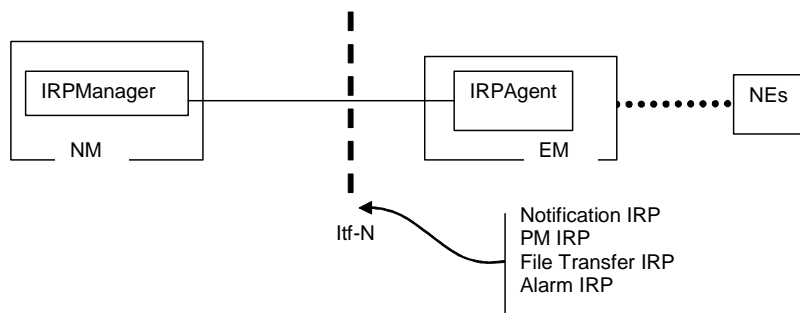 IRPManager
NM
IRPAgent
EM
NEs
Itf-N
Notification IRP
PM IRP
File Transfer IRP
Alarm IRP